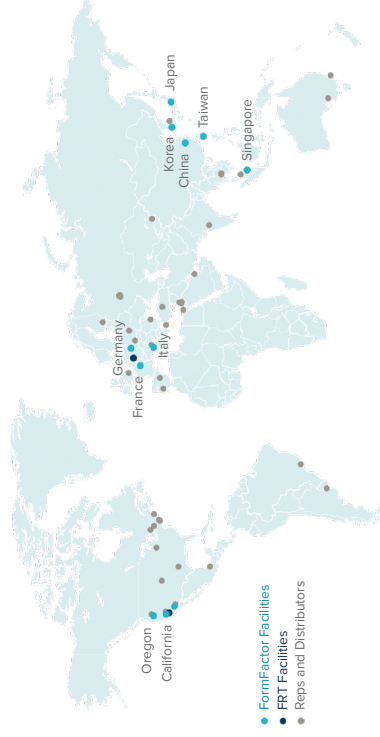 Oregon
California
FormFactor Facilities
FRT Facilities
Reps and Distributors
Germany
France
Italy
Japan
Korea
China
Taiwan
Singapore